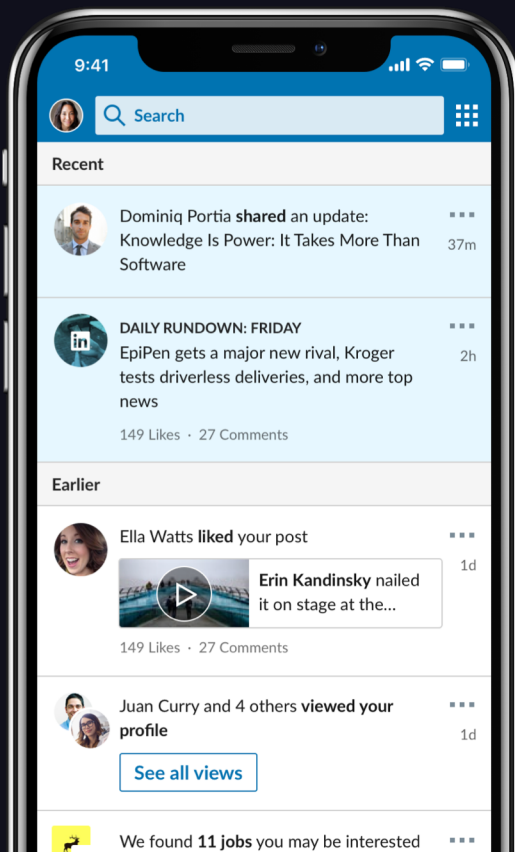 9:41
Search
Recent
Dominiq Portia shared an update:
Knowledge Is Power: It Takes More Than
Software
37m
in
DAILY RUNDOWN: FRIDAY
EpiPen gets a major new rival, Kroger
tests driverless deliveries, and more top
news
2h
149 Likes · 27 Comments
Earlier
Ella Watts liked your post
1d
Erin Kandinsky nailed
it on stage at the...
149 Likes · 27 Comments
Juan Curry and 4 others viewed your
profile
1d
See all views
We found 11 jobs you may be interested